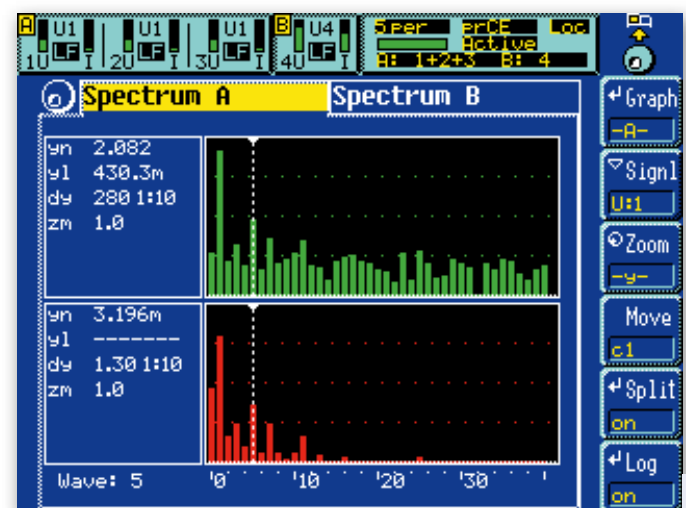 A U1 U1 U1 B U4
LF LF LF LF
1U I 2U I 3U I 4U I
Loc
Active
A: 1+2+3 B: 4
Spectrum A Spectrum B
yn 2.082
yl 430.3m
dy 280 1:10
zm 1.0
yn 3.196m
yl -------
dy 1.30 1:10
zm 1.0
Wave: 5 '0 '10 '20 '30
Graph
-A-
Signl
U:1
Zoom
-y-
Move
c1
Split
on
Log
on